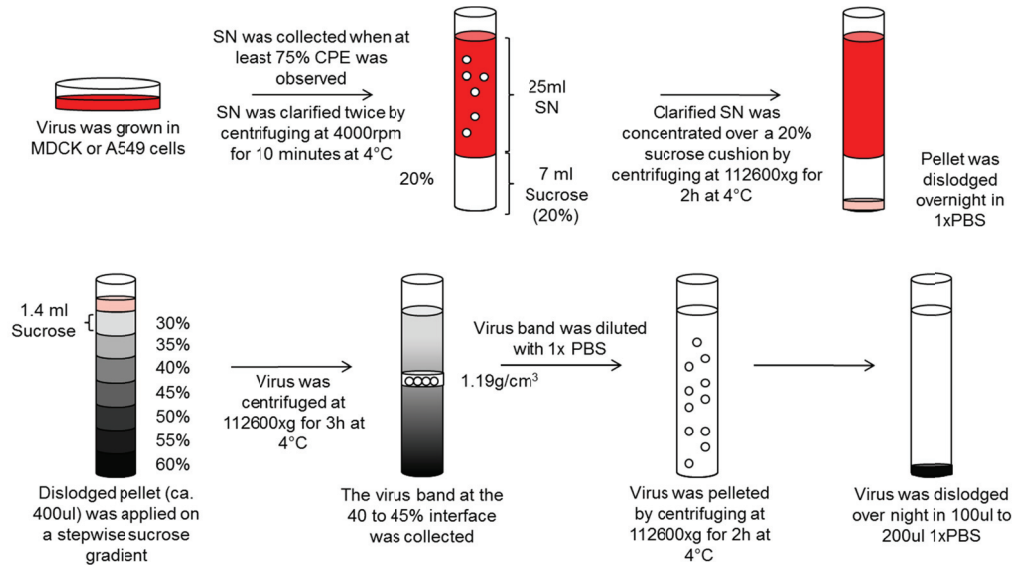 SN was collected when at
least 75% CPE was
observed
SN was clarified twice by
centrifuging at 4000rpm
for 10 minutes at 4°C
Virus was grown in
MDCK or A549 cells
25ml
SN
20%
7 ml
Sucrose
(20%)
Clarified SN was
concentrated over a 20%
sucrose cushion by
centrifuging at 112600xg for
2h at 4°C
Pellet was
dislodged
overnight in
1xPBS
1.4 ml
Sucrose
30%
35%
40%
45%
50%
55%
60%
Dislodged pellet (ca.
400ul) was applied on
a stepwise sucrose
gradient
Virus was
centrifuged at
112600xg for 3h at
4°C
1.19g/cm³
The virus band at the
40 to 45% interface
was collected
Virus band was diluted
with 1x PBS
Virus was pelleted
by centrifuging at
112600xg for 2h at
4°C
Virus was dislodged
over night in 100ul to
200ul 1xPBS